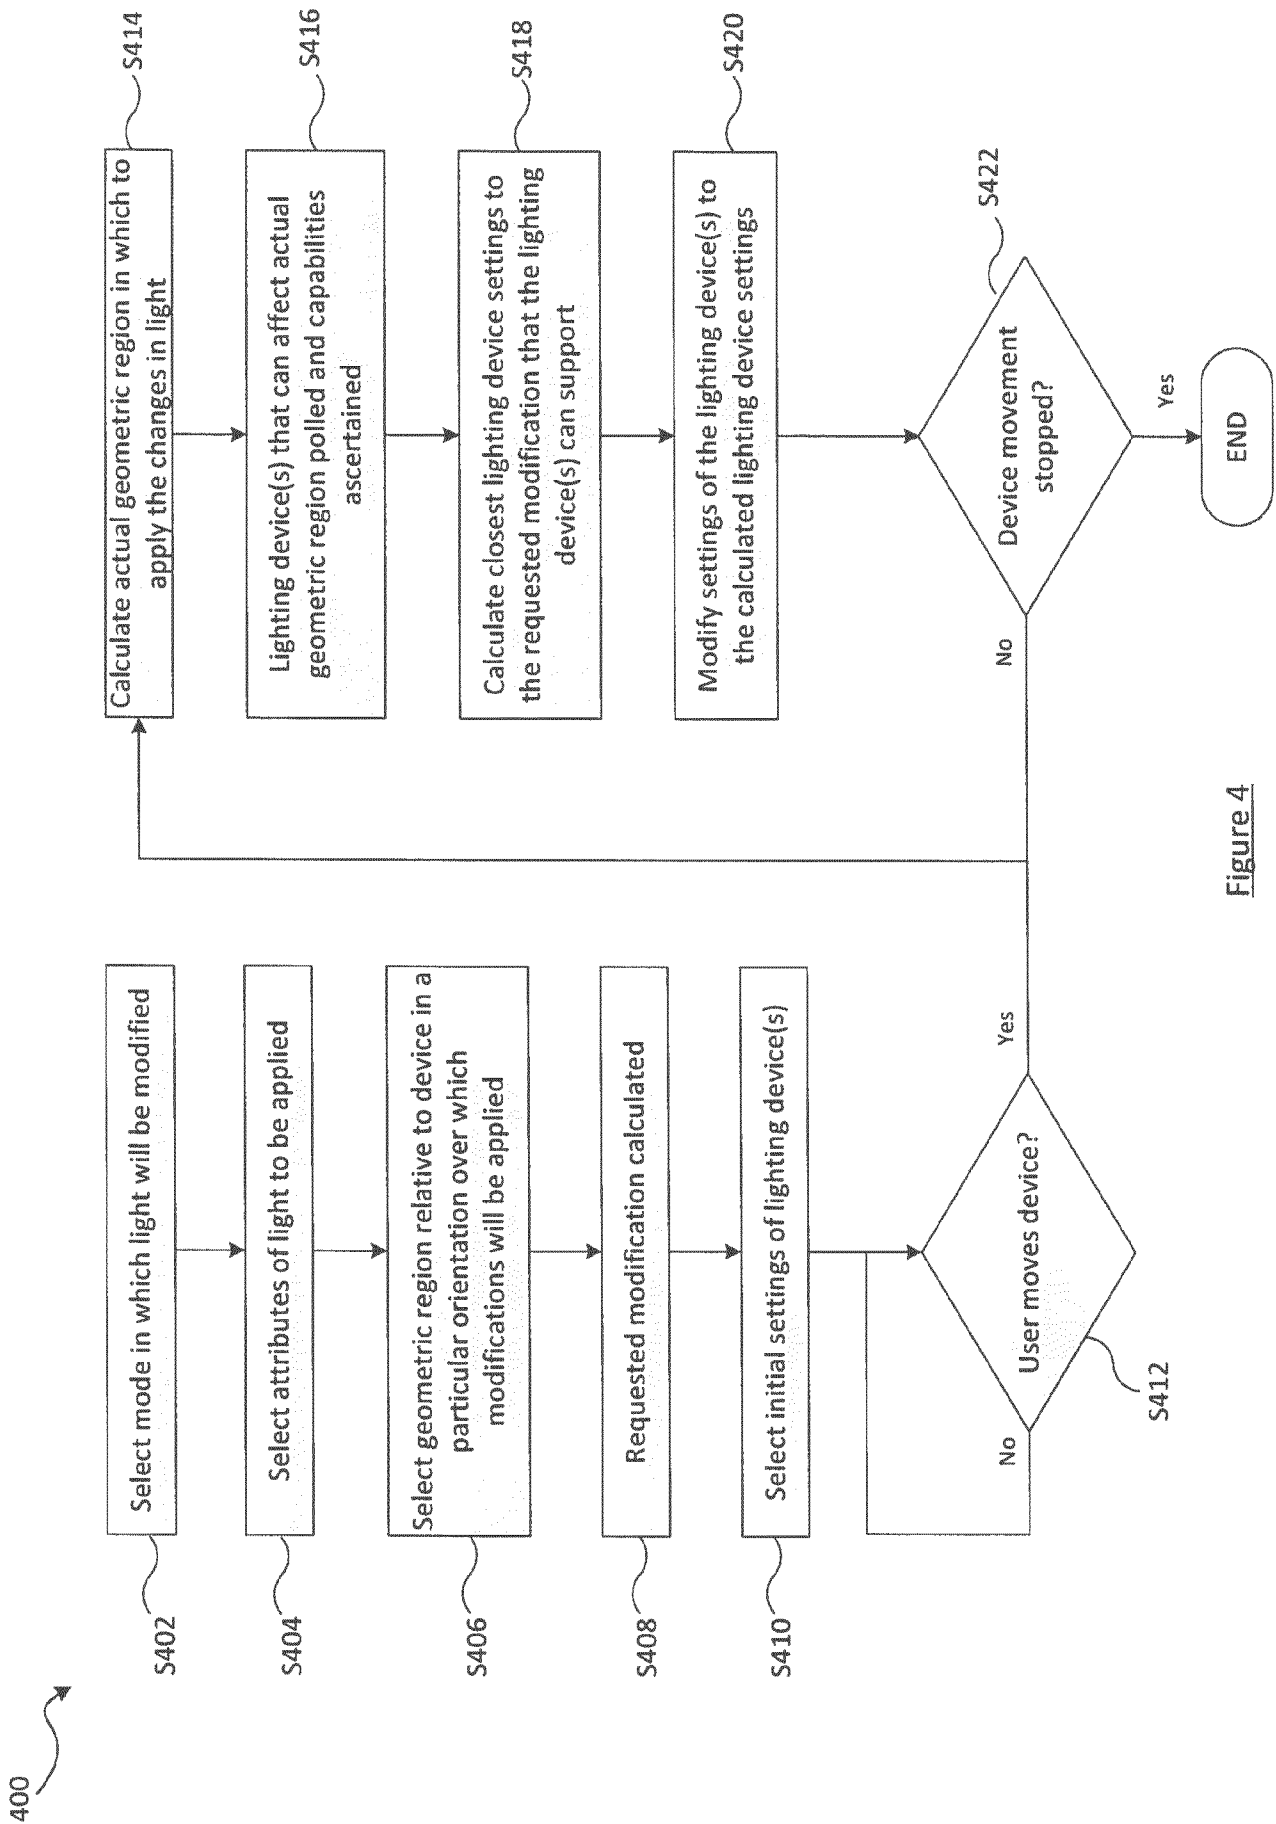 400
S402
Select mode in which light will be modified
S404
Select attributes of light to be applied
S406
Select geometric region relative to device in a
particular orientation over which
modifications will be applied
S408
Requested modification calculated
S410
Select initial settings of lighting device(s)
User moves device?
S412
No
Yes
Calculate actual geometric region in which to
apply the changes in light
S414
Lighting device(s) that can affect actual
geometric region polled and capabilities
ascertained
S416
Calculate closest lighting device settings to
the requested modification that the lighting
device(s) can support
S418
Modify settings of the lighting device(s) to
the calculated lighting device settings
S420
Device movement
stopped?
S422
No
Yes
END
Figure 4